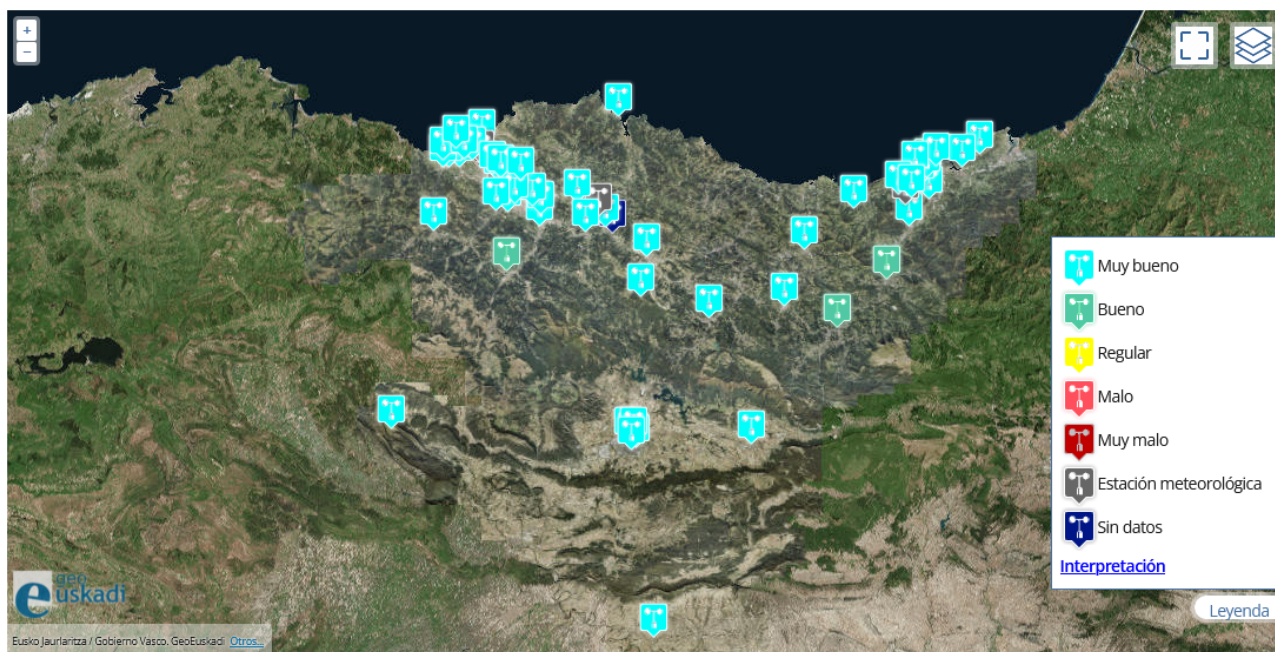 +
−
Muy bueno
Bueno
Regular
Malo
Muy malo
Estación meteorológica
Sin datos
Interpretación
Leyenda
geo
euskadi
Eusko Jaurlaritza / Gobierno Vasco. GeoEuskadi Otros...